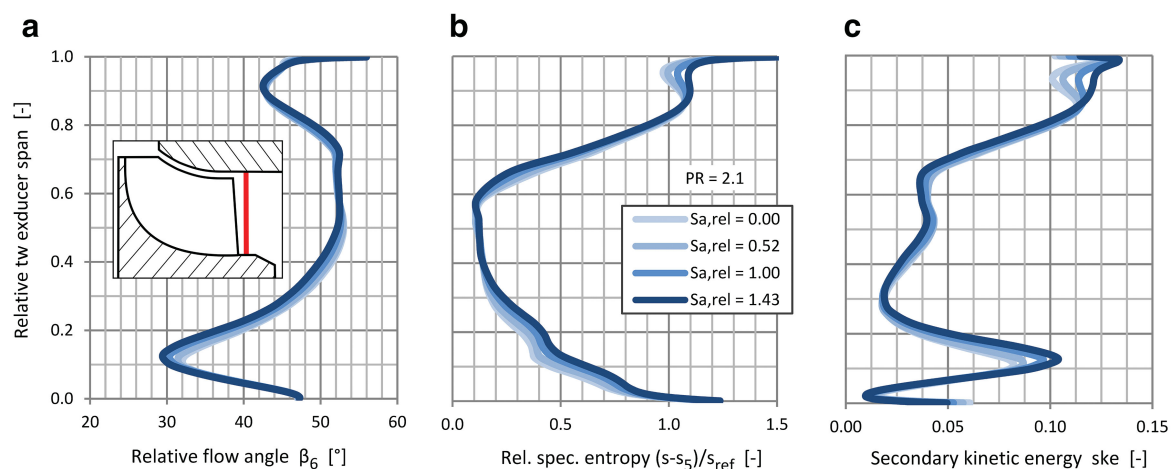 a
b
c
Relative tw exducer span [-]
1.0
0.8
0.6
0.4
0.2
0.0
20
30
40
50
60
Relative flow angle β6 [°]
0.0
0.5
1.0
1.5
Rel. spec. entropy (s-s5)/sref [-]
PR = 2.1
Sa,rel = 0.00
Sa,rel = 0.52
Sa,rel = 1.00
Sa,rel = 1.43
0.00
0.05
0.10
0.15
Secondary kinetic energy ske [-]